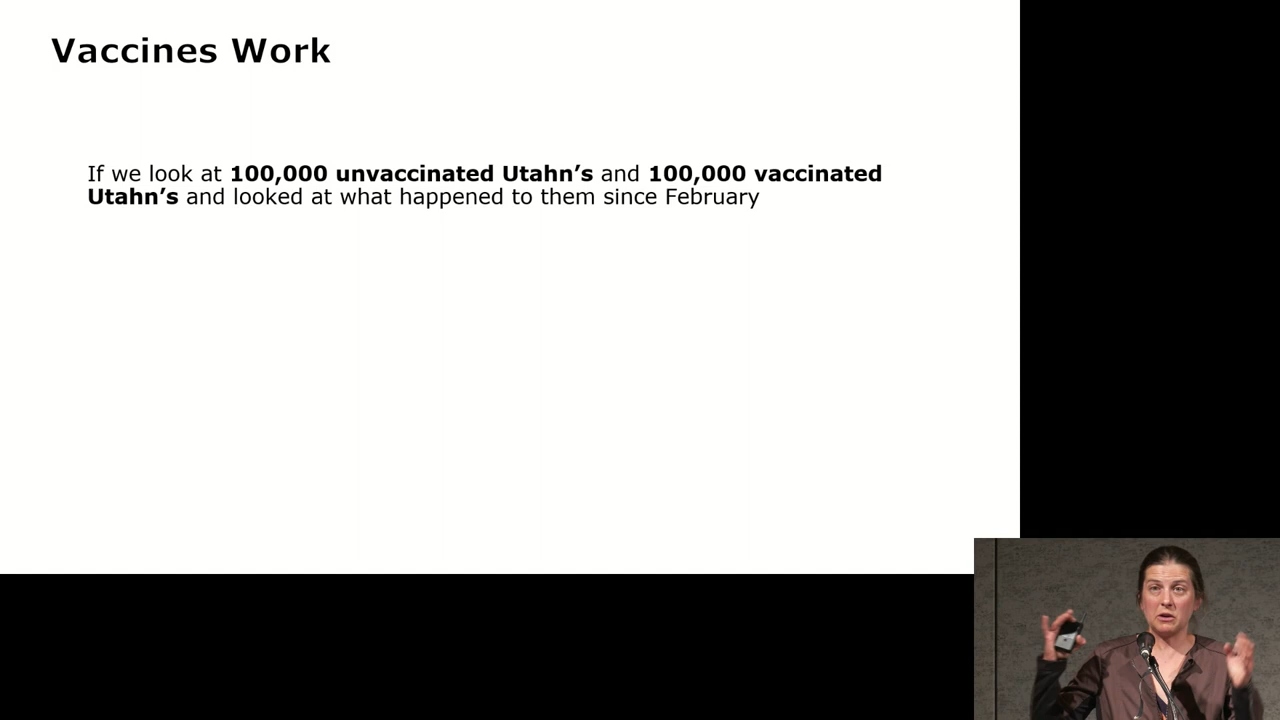 Vaccines Work
If we look at 100,000 unvaccinated Utahn’s and 100,000 vaccinated
Utahn’s and looked at what happened to them since February